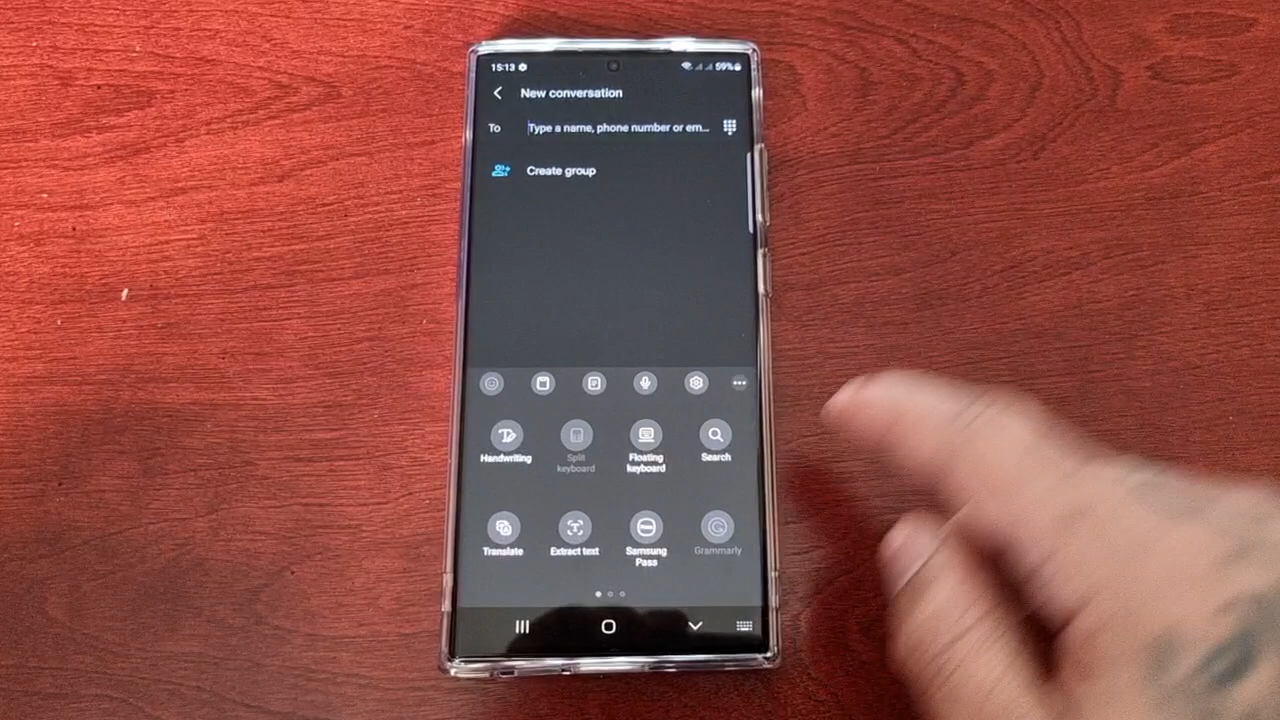 15:13
59%
New conversation
To Type a name, phone number or em...
Create group
Handwriting
Split
keyboard
Floating
keyboard
Search
Translate
Extract text
Samsung
Pass
Grammarly